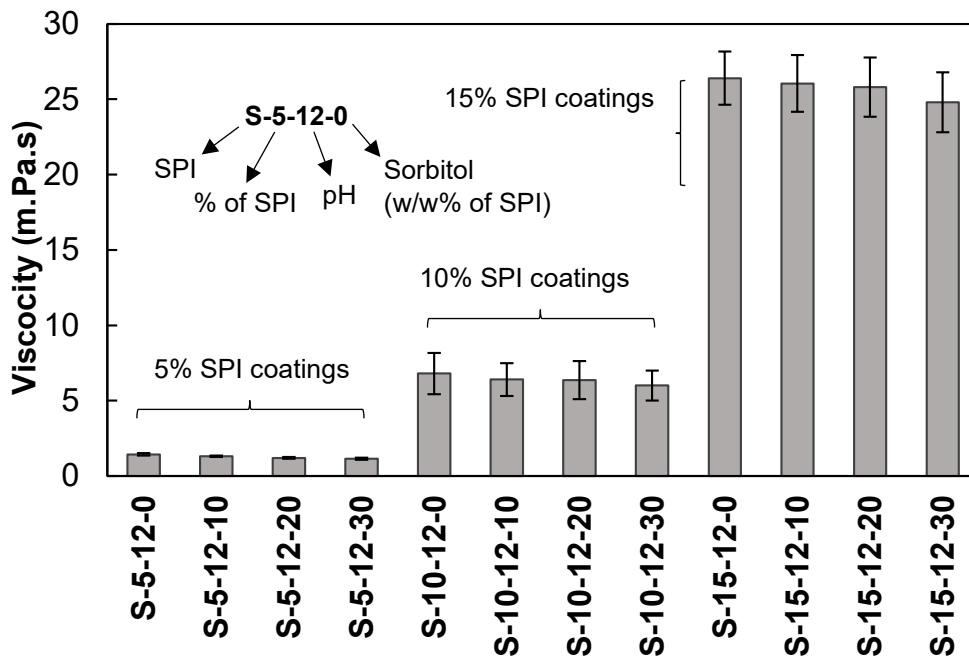 Viscocity (m.Pa.s)
30
25
20
15
10
5
0
S-5-12-0
SPI
% of SPI
pH
Sorbitol
(w/w% of SPI)
5% SPI coatings
10% SPI coatings
15% SPI coatings
S-5-12-0
S-5-12-10
S-5-12-20
S-5-12-30
S-10-12-0
S-10-12-10
S-10-12-20
S-10-12-30
S-15-12-0
S-15-12-10
S-15-12-20
S-15-12-30